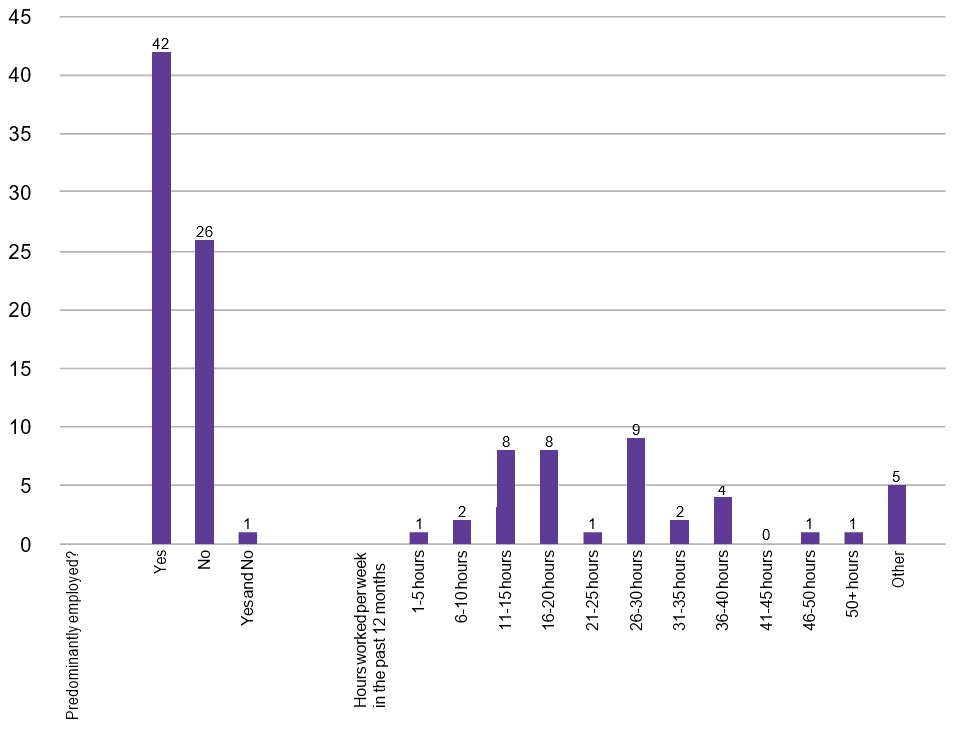 45
40
35
30
25
20
15
10
5
0
42
26
1
1
2
8
8
1
9
2
4
0
1
1
5
Predominantly employed?
Yes
No
Yes and No
Hours worked per week
in the past 12 months
1-5 hours
6-10 hours
11-15 hours
16-20 hours
21-25 hours
26-30 hours
31-35 hours
36-40 hours
41-45 hours
46-50 hours
50+ hours
Other